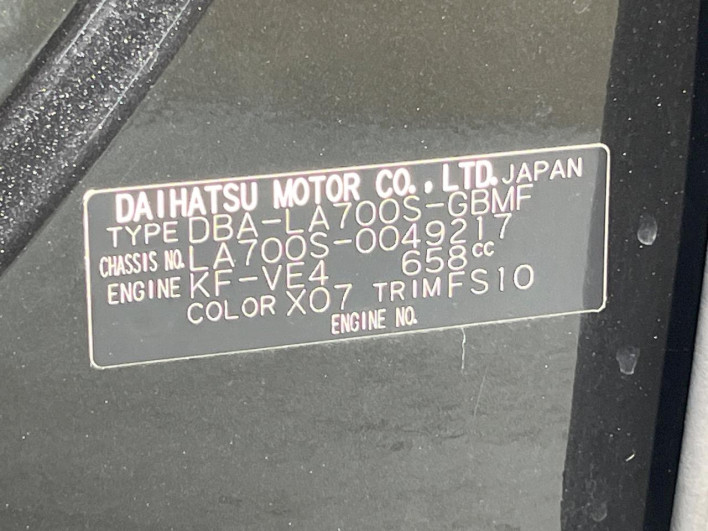 DAIHATSU MOTOR CO., LTD. JAPAN
TYPE DBA-LA700S-GBMF
CHASSIS NO. LA700S-0049217
ENGINE KF-VE4 658cc
COLOR X07 TRIM FS10
ENGINE NO.